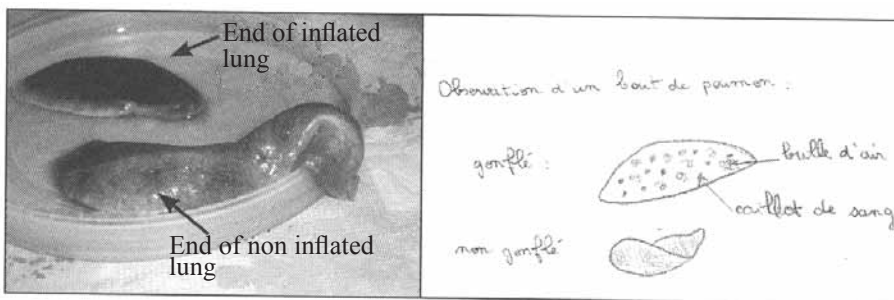 End of inflated
lung
End of non inflated
lung
Observation d'un bout de poumon :
gonflé :
bulle d'air
caillot de sang
non gonflé